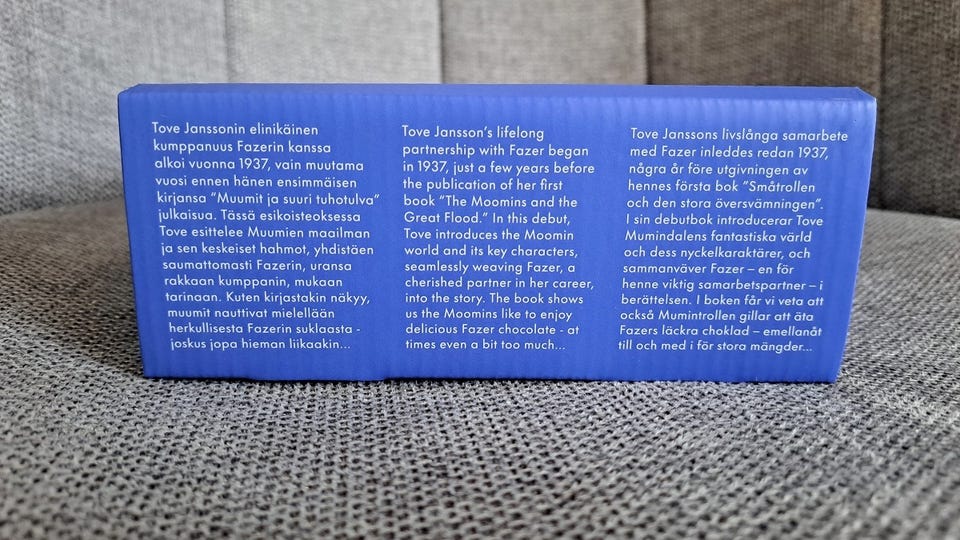 Tove Janssonin elinikäinen
kumppanuus Fazerin kanssa
alkoi vuonna 1937, vain muutama
vuosi ennen hänen ensimmäisen
kirjansa "Muumit ja suuri tuhotulva"
julkaisua. Tässä esikoisteoksessa
Tove esittelee Muumien maailman
ja sen keskeiset hahmot, yhdistäen
saumattomasti Fazerin, uransa
rakkaan kumppanin, mukaan
tarinaan. Kuten kirjastakin näkyy,
muumit nauttivat mielellään
herkullisesta Fazerin suklaasta -
joskus jopa hieman liikaakin...
Tove Jansson's lifelong
partnership with Fazer began
in 1937, just a few years before
the publication of her first
book "The Moomins and the
Great Flood." In this debut,
Tove introduces the Moomin
world and its key characters,
seamlessly weaving Fazer, a
cherished partner in her career,
into the story. The book shows
us the Moomins like to enjoy
delicious Fazer chocolate - at
times even a bit too much...
Tove Janssons livslånga samarbete
med Fazer inleddes redan 1937,
några år före utgivningen av
hennes första bok "Småtrollen
och den stora översvämningen".
I sin debutbok introducerar Tove
Mumindalens fantastiska värld
och dess nyckelkaraktärer, och
sammanväver Fazer – en för
henne viktig samarbetspartner – i
berättelsen. I boken får vi veta att
också Mumintrollen gillar att äta
Fazers läckra choklad – emellanåt
till och med i för stora mängder...